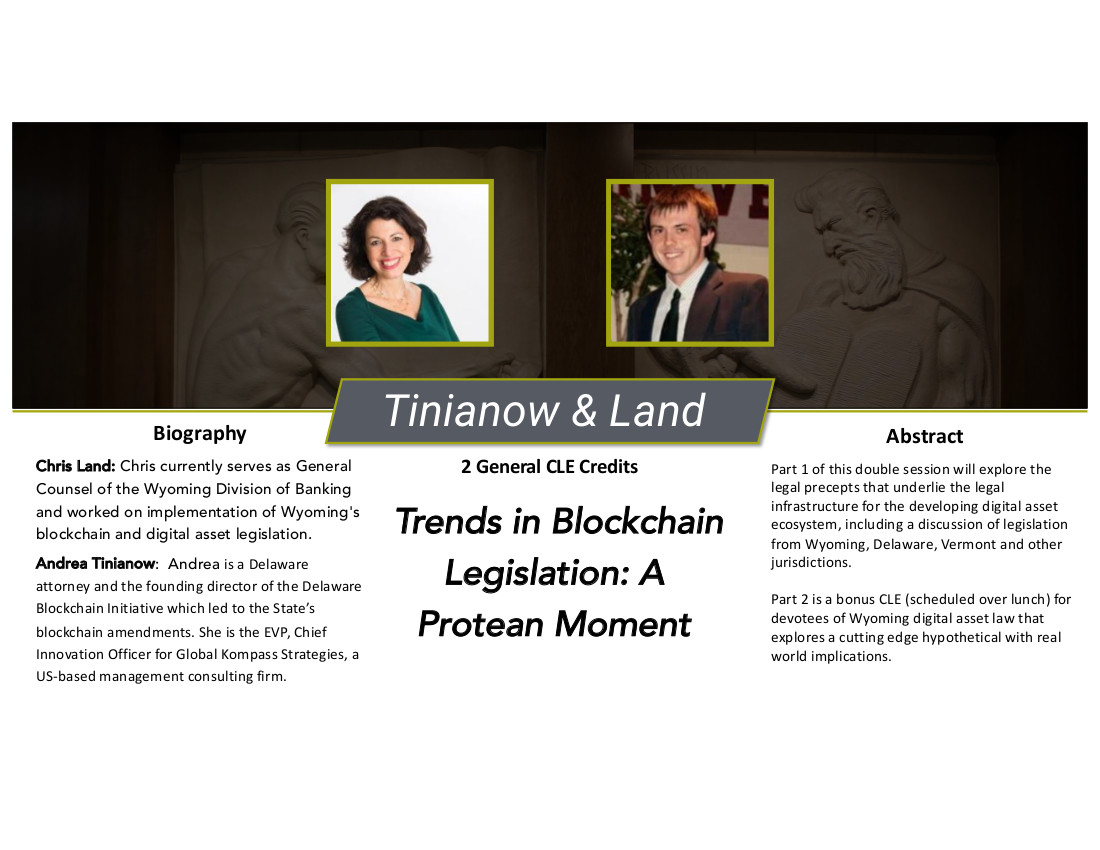 Tinianow & Land
Biography
Chris Land: Chris currently serves as General
Counsel of the Wyoming Division of Banking
and worked on implementation of Wyoming's
blockchain and digital asset legislation.
Andrea Tinianow:  Andrea is a Delaware
attorney and the founding director of the Delaware
Blockchain Initiative which led to the State’s
blockchain amendments. She is the EVP, Chief
Innovation Officer for Global Kompass Strategies, a
US-based management consulting firm.
2 General CLE Credits
Trends in Blockchain
Legislation: A
Protean Moment
Abstract
Part 1 of this double session will explore the
legal precepts that underlie the legal
infrastructure for the developing digital asset
ecosystem, including a discussion of legislation
from Wyoming, Delaware, Vermont and other
jurisdictions.
Part 2 is a bonus CLE (scheduled over lunch) for
devotees of Wyoming digital asset law that
explores a cutting edge hypothetical with real
world implications.